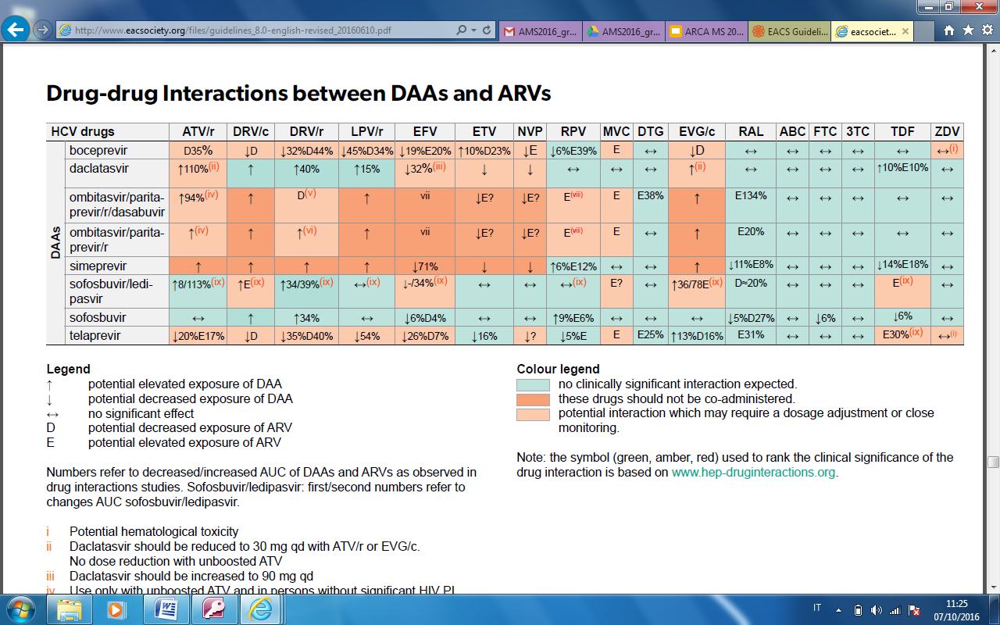 http://www.eacsociety.org/files/guidelines_8.0-english-revised_20160610.pdf
AMS2016_gr... AMS2016_gr... ARCA MS 20... EACS Guideli... eacsociet...
Drug-drug Interactions between DAAs and ARVs
HCV drugs ATV/r DRV/c DRV/r LPV/r EFV ETV NVP RPV MVC DTG EVG/c RAL ABC FTC 3TC TDF ZDV
DAAs
boceprevir D35% ↓D ↓32%D44% ↓45%D34% ↓19%E20% ↑10%D23% ↓E ↓6%E39% E ↔ ↓D ↔ ↔ ↔ ↔ ↔ ↔(i)
daclatasvir ↑110%(ii) ↑ ↑40% ↑15% ↓32%(iii) ↓ ↓ ↔ ↔ ↔ ↑(ii) ↔ ↔ ↔ ↔ ↑10%E10% ↔
ombitasvir/parita- ↑94%(iv) ↑ D(v) ↑ vii ↓E? ↓E? E(viii) E E38% ↑ E134% ↔ ↔ ↔ ↔ ↔
previr/r/dasabuvir
ombitasvir/parita- ↑(iv) ↑ ↑(vi) ↑ vii ↓E? ↓E? E(viii) E ↔ ↑ E20% ↔ ↔ ↔ ↔ ↔
previr/r
simeprevir ↑ ↑ ↑ ↑ ↓71% ↓ ↓ ↑6%E12% ↔ ↔ ↑ ↓11%E8% ↔ ↔ ↔ ↓14%E18% ↔
sofosbuvir/ledi- ↑8/113%(ix) ↑E(ix) ↑34/39%(ix) ↔(ix) ↓-/34%(ix) ↔ ↔ ↔(ix) E? ↔ ↑36/78E(ix) D≈20% ↔ ↔ ↔ E(ix) ↔
pasvir
sofosbuvir ↔ ↑ ↑34% ↔ ↓6%D4% ↔ ↔ ↑9%E6% ↔ ↔ ↔ ↓5%D27% ↔ ↓6% ↔ ↓6% ↔
telaprevir ↓20%E17% ↓D ↓35%D40% ↓54% ↓26%D7% ↓16% ↓? ↓5%E E E25% ↑13%D16% E31% ↔ ↔ ↔ E30%(ix) ↔(i)
Legend
↑ potential elevated exposure of DAA
↓ potential decreased exposure of DAA
↔ no significant effect
D potential decreased exposure of ARV
E potential elevated exposure of ARV
Numbers refer to decreased/increased AUC of DAAs and ARVs as observed in
drug interactions studies. Sofosbuvir/ledipasvir: first/second numbers refer to
changes AUC sofosbuvir/ledipasvir.
i Potential hematological toxicity
ii Daclatasvir should be reduced to 30 mg qd with ATV/r or EVG/c.
No dose reduction with unboosted ATV
iii Daclatasvir should be increased to 90 mg qd
iv Use only with unboosted ATV and in persons without significant HIV PI
Colour legend
no clinically significant interaction expected.
these drugs should not be co-administered.
potential interaction which may require a dosage adjustment or close
monitoring.
Note: the symbol (green, amber, red) used to rank the clinical significance of the
drug interaction is based on www.hep-druginteractions.org.
IT
11:25
07/10/2016